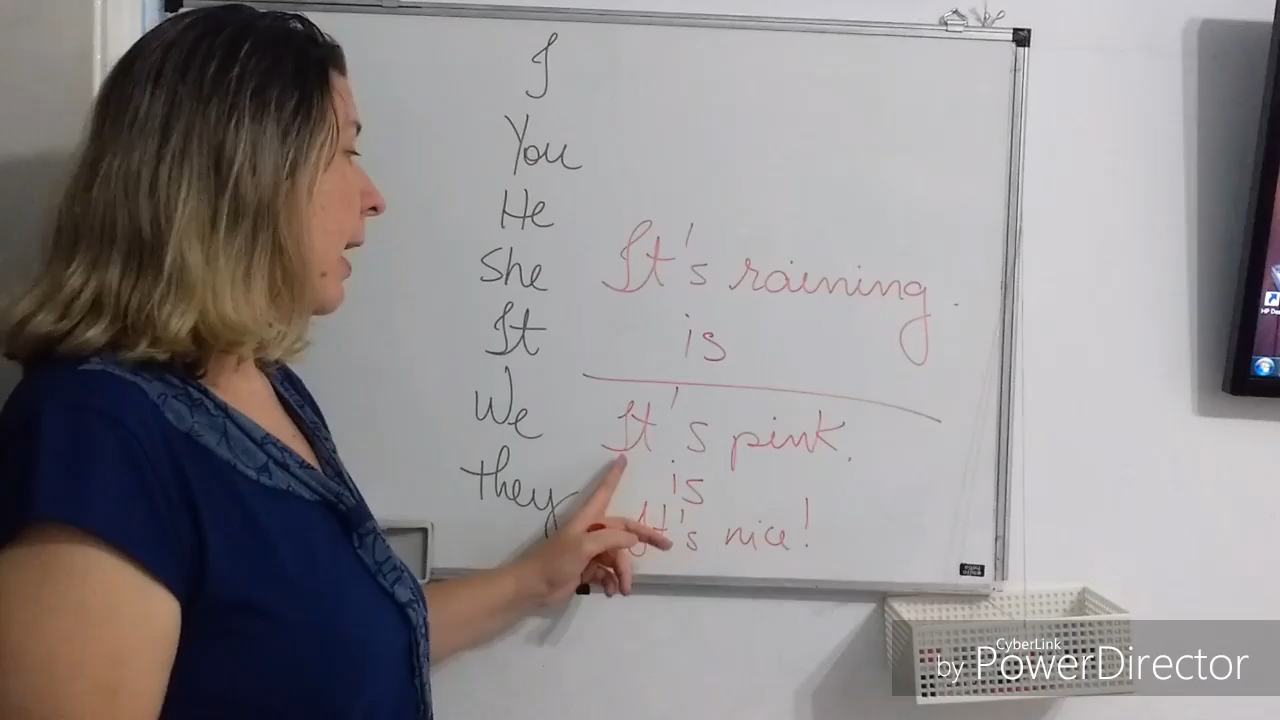 I
You
He
She
It
We
they
It's raining.
is
It's pink.
is
It's nice!
CyberLink
by PowerDirector